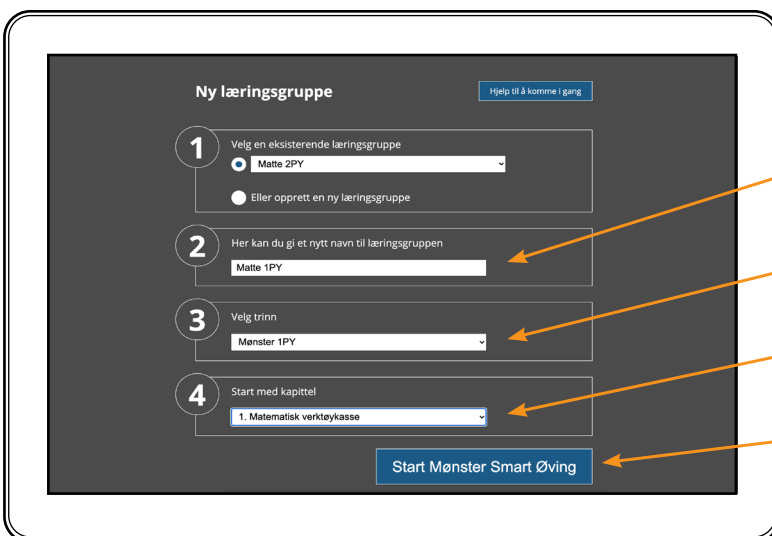 Ny læringsgruppe
Hjelp til å komme i gang
1
Velg en eksisterende læringsgruppe
Matte 2PY
Eller opprett en ny læringsgruppe
2
Her kan du gi et nytt navn til læringsgruppen
Matte 1PY
3
Velg trinn
Mønster 1PY
4
Start med kapittel
1. Matematisk verktøykasse
Start Mønster Smart Øving